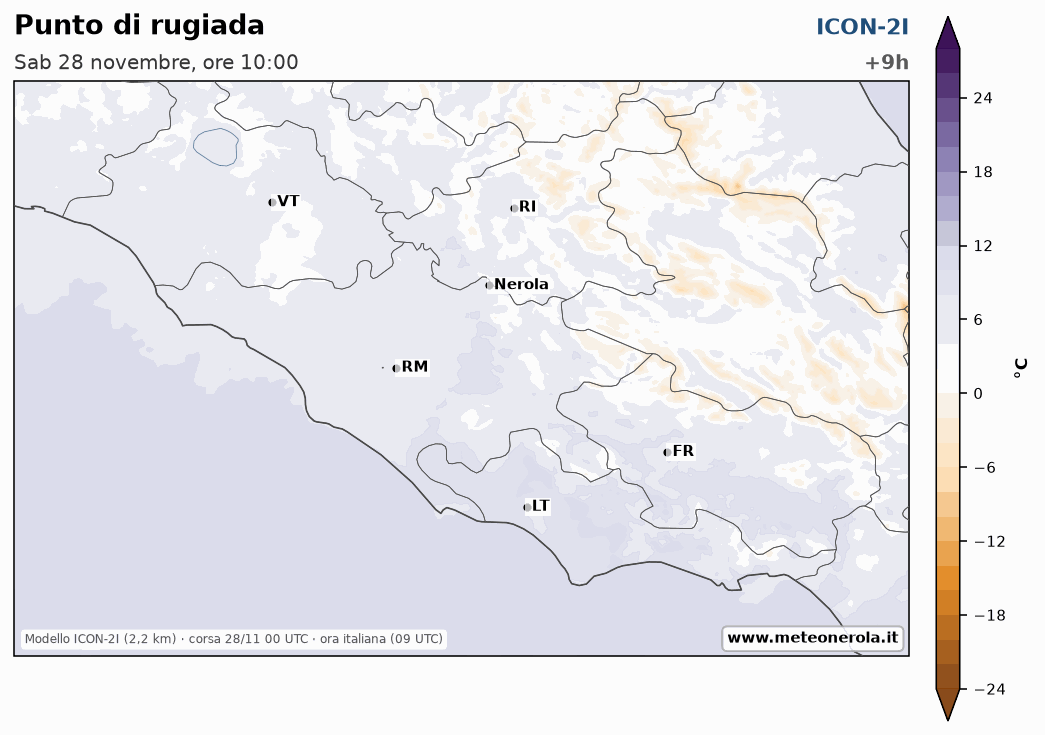 Punto di rugiada
ICON-2I
Sab 28 novembre, ore 10:00
+9h
VT
RI
Nerola
RM
FR
LT
24
18
12
6
0
−6
−12
−18
−24
°C
Modello ICON-2I (2,2 km) · corsa 28/11 00 UTC · ora italiana (09 UTC)
www.meteonerola.it